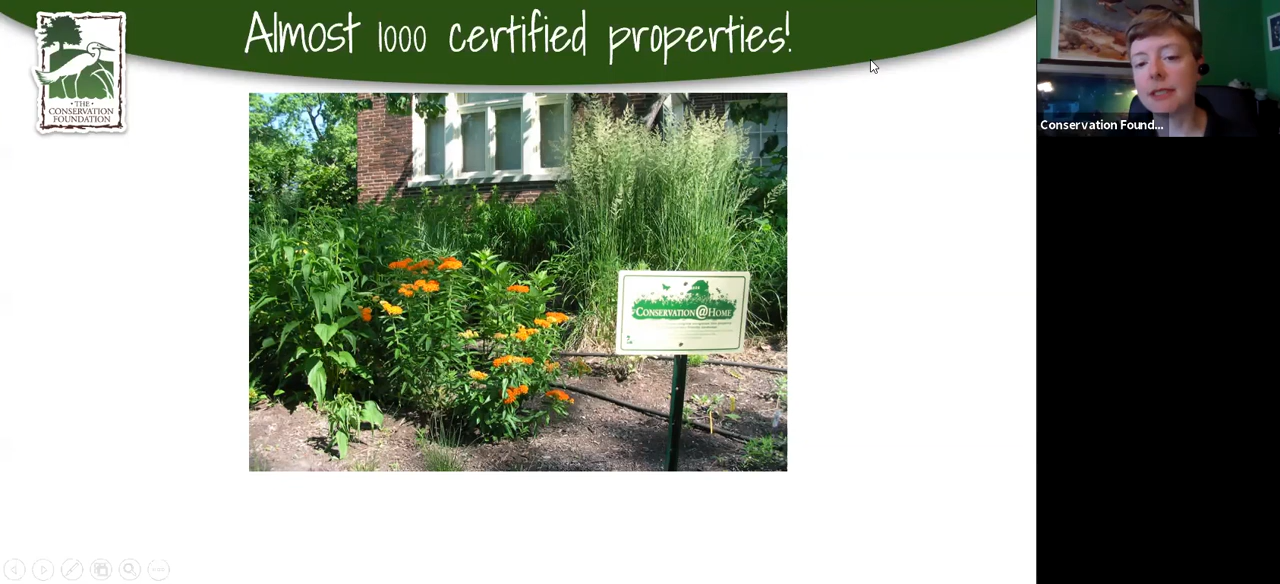 Almost 1000 certified properties!
• THE •
CONSERVATION
FOUNDATION
CONSERVATION@HOME
Conservation Found...